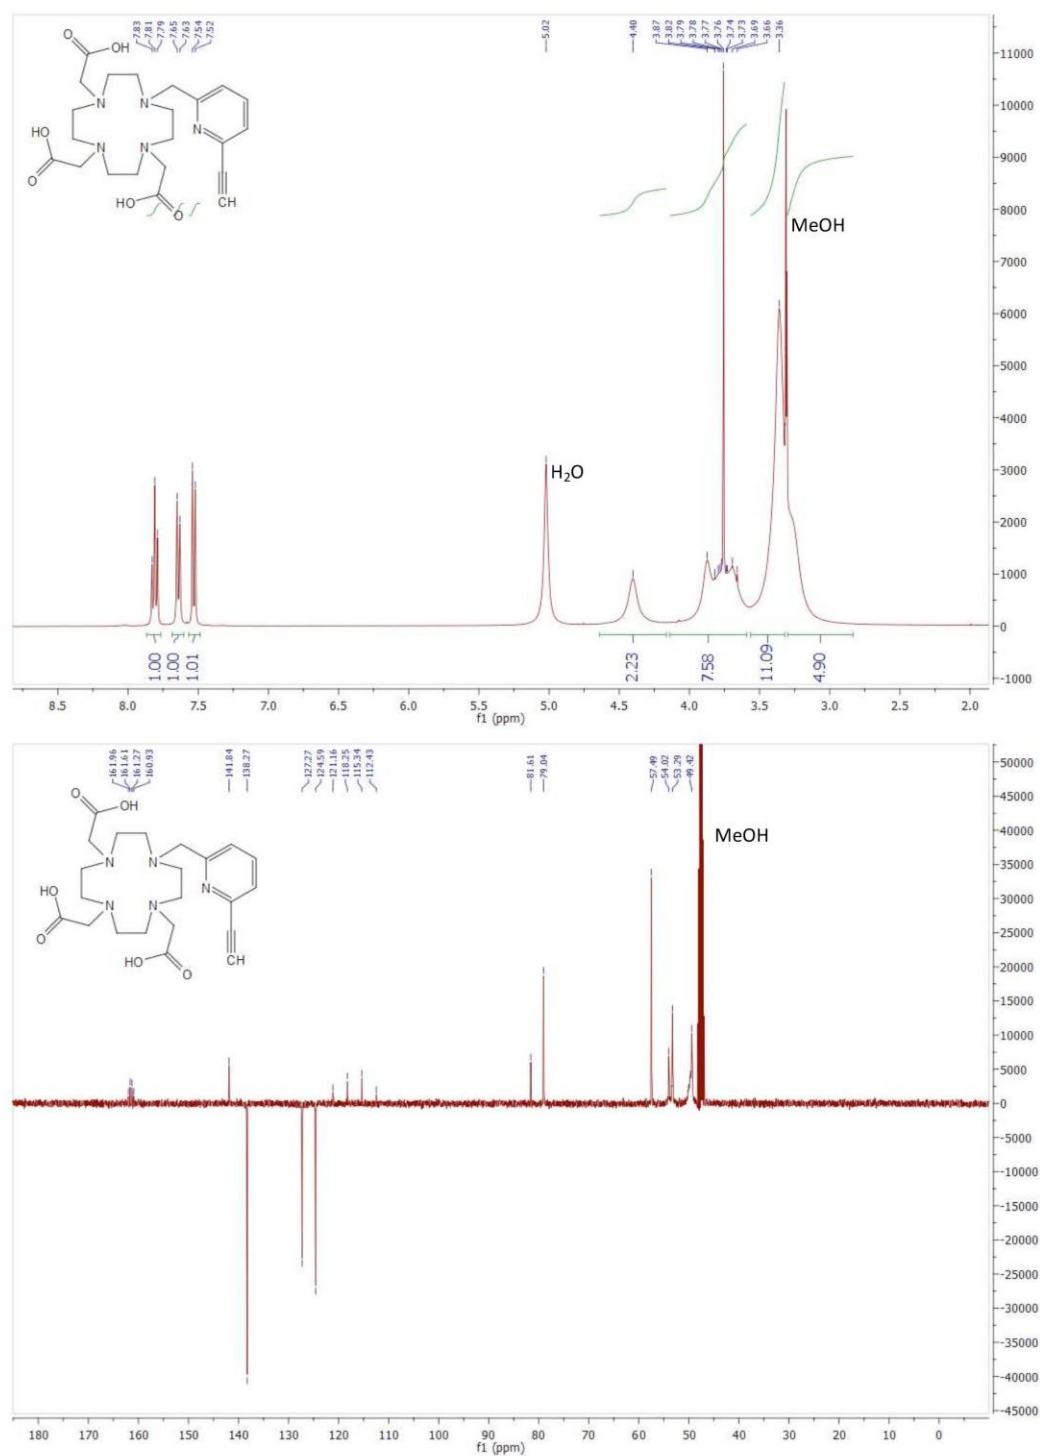 7.83 7.81 7.79 7.65 7.63 7.54 7.52 5.02 4.40 3.87 3.82 3.79 3.78 3.77 3.76 3.74 3.73 3.69 3.66 3.36
O
OH
N N
HO
O
N
N N
HO
O
CH
MeOH
H2O
11000
10000
9000
8000
7000
6000
5000
4000
3000
2000
1000
0
-1000
1.00 1.00 1.01 2.23 7.58 11.09 4.90
8.5 8.0 7.5 7.0 6.5 6.0 5.5 5.0 4.5 4.0 3.5 3.0 2.5 2.0
f1 (ppm)
161.96 161.61 161.27 160.93 141.84 138.27 127.27 124.59 121.16 118.25 115.34 112.43 81.61 79.04 57.49 54.02 53.29 49.42
O
OH
N N
HO
O
N
N N
HO
O
CH
MeOH
50000
45000
40000
35000
30000
25000
20000
15000
10000
5000
0
-5000
-10000
-15000
-20000
-25000
-30000
-35000
-40000
-45000
180 170 160 150 140 130 120 110 100 90 80 70 60 50 40 30 20 10 0
f1 (ppm)